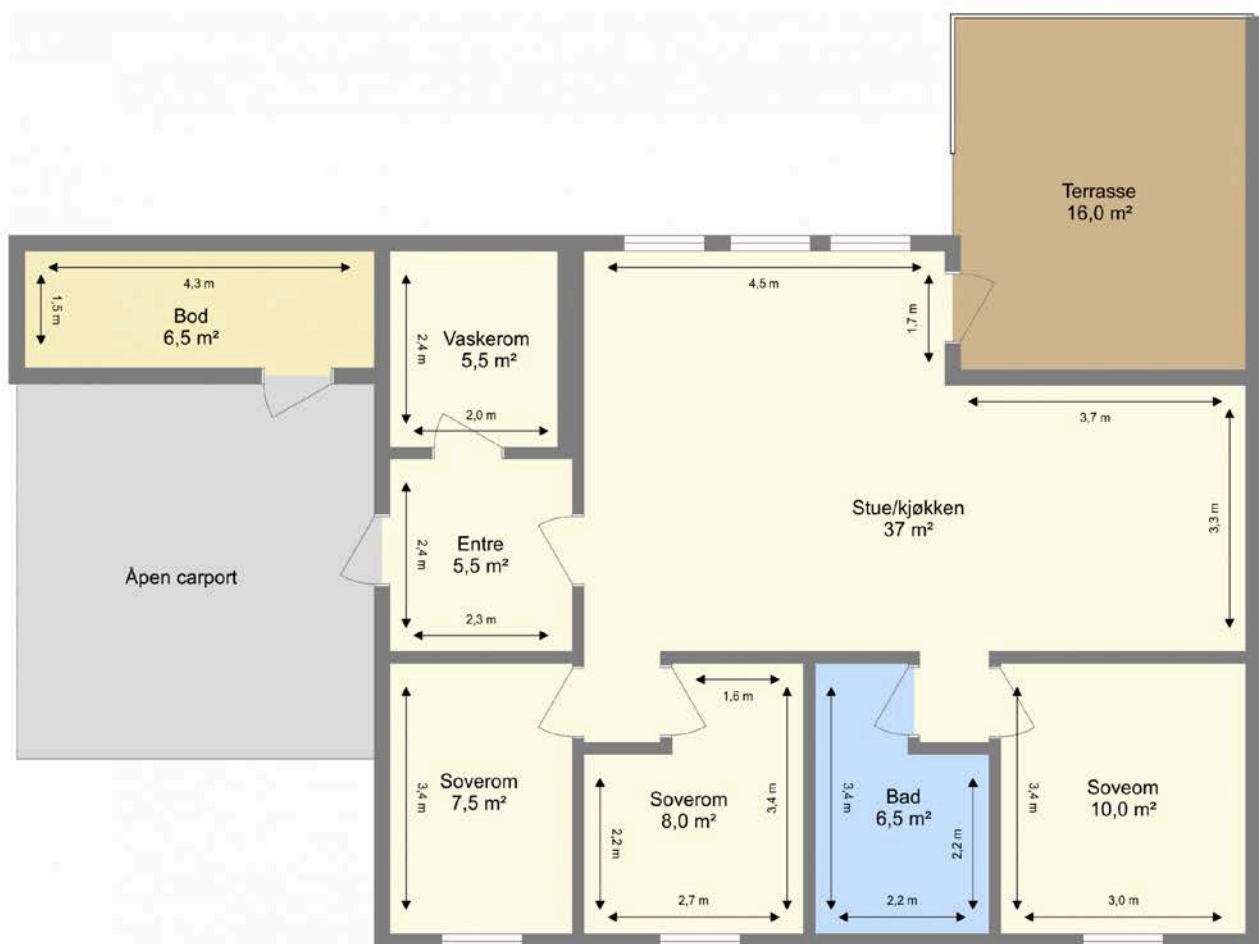 Terrasse
16,0 m²
4,3 m
1,5 m
Bod
6,5 m²
2,4 m
Vaskerom
5,5 m²
2,0 m
4,5 m
1,7 m
3,7 m
Stue/kjøkken
37 m²
3,3 m
Åpen carport
2,4 m
Entre
5,5 m²
2,3 m
3,4 m
Soverom
7,5 m²
1,6 m
2,2 m
Soverom
8,0 m²
3,4 m
2,7 m
3,4 m
Bad
6,5 m²
2,2 m
2,2 m
3,4 m
Soveom
10,0 m²
3,0 m